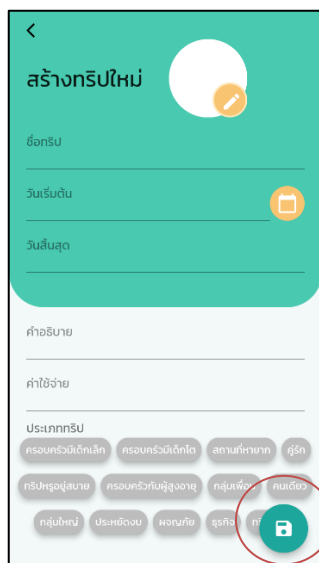 สร้างทริปใหม่
ชื่อทริป
วันเริ่มต้น
วันสิ้นสุด
คำอธิบาย
ค่าใช้จ่าย
ประเภททริป
ครอบครัวมีเด็กเล็ก ครอบครัวมีเด็กโต สถานที่หายาก คู่รัก
ทริปหรูอยู่สบาย ครอบครัวกับผู้สูงอายุ กลุ่มเพื่อน คนเดียว
กลุ่มใหญ่ ประหยัดงบ ผจญภัย ธุรกิจ